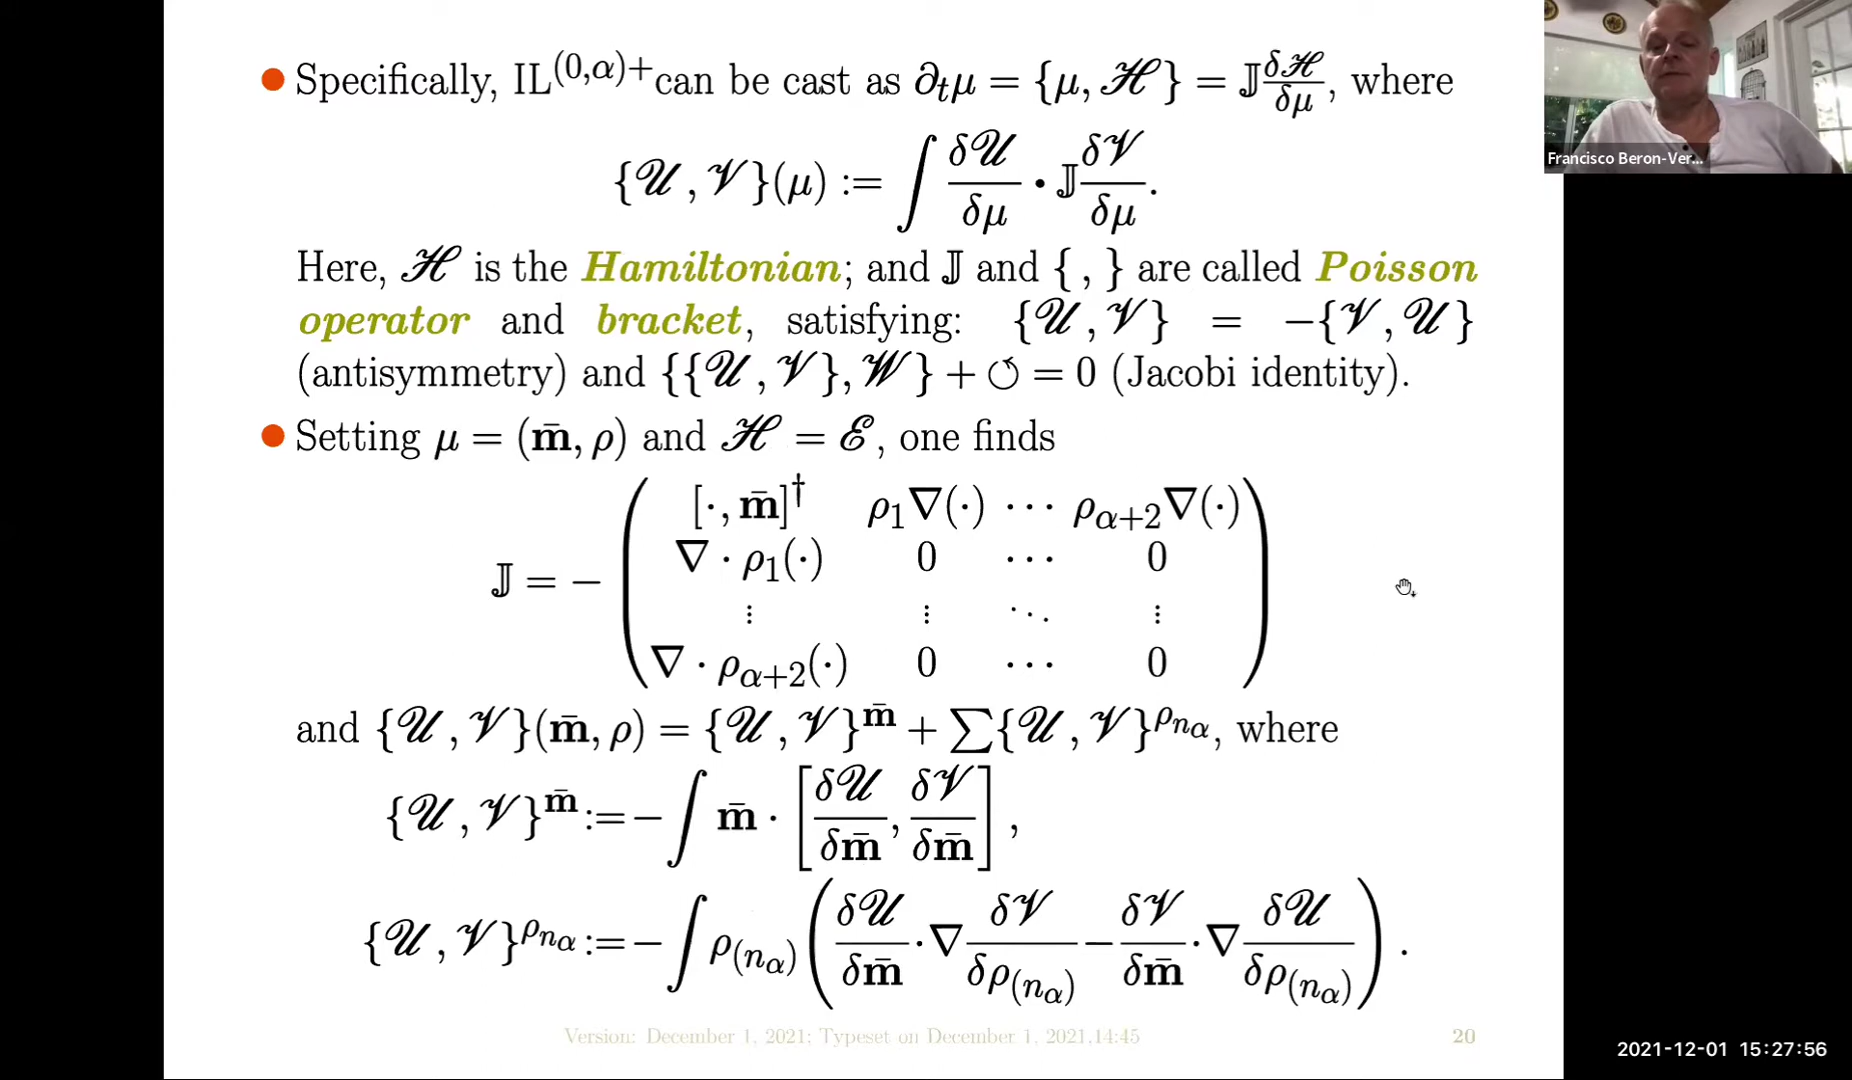 Specifically, IL^{(0,α)+}can be cast as ∂_tμ = {μ, ℋ} = 𝕁 δℋ/δμ, where
{𝒰, 𝒱}(μ) := ∫ δ𝒰/δμ • 𝕁 δ𝒱/δμ.
Here, ℋ is the Hamiltonian; and 𝕁 and { , } are called Poisson
operator and bracket, satisfying: {𝒰, 𝒱} = −{𝒱, 𝒰}
(antisymmetry) and {{𝒰, 𝒱}, 𝒲} + ↺ = 0 (Jacobi identity).
Setting μ = (m̄, ρ) and ℋ = ℰ, one finds
[·, m̄]^† ρ_1∇(·) ⋯ ρ_{α+2}∇(·)
∇ · ρ_1(·) 0 ⋯ 0
𝕁 = −
⋮ ⋮ ⋱ ⋮
∇ · ρ_{α+2}(·) 0 ⋯ 0
and {𝒰, 𝒱}(m̄, ρ) = {𝒰, 𝒱}^{m̄} + ∑{𝒰, 𝒱}^{ρ_{n_α}}, where
{𝒰, 𝒱}^{m̄} := − ∫ m̄ · [δ𝒰/δm̄, δ𝒱/δm̄],
{𝒰, 𝒱}^{ρ_{n_α}} := − ∫ ρ_{(n_α)} (δ𝒰/δm̄ · ∇ δ𝒱/δρ_{(n_α)} − δ𝒱/δm̄ · ∇ δ𝒰/δρ_{(n_α)}).
Version: December 1, 2021; Typeset on December 1, 2021,14:45 20
Francisco Beron-Ver...
2021-12-01 15:27:56